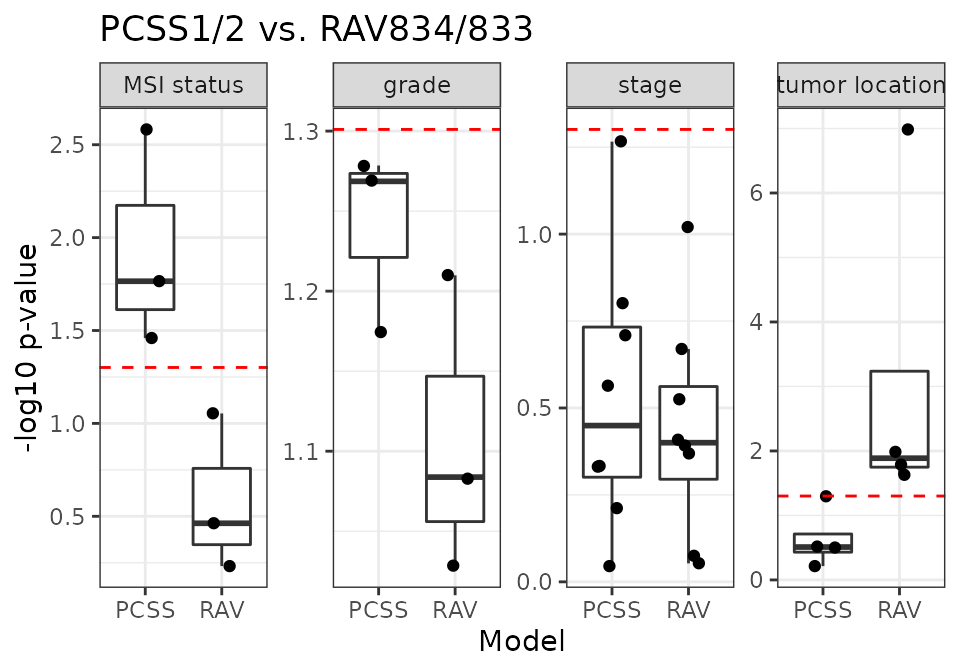 PCSS1/2 vs. RAV834/833
MSI status
grade
stage
tumor location
-log10 p-value
2.5
2.0
1.5
1.0
0.5
1.3
1.2
1.1
1.0
0.5
0.0
6
4
2
0
PCSS RAV
PCSS RAV
PCSS RAV
PCSS RAV
Model